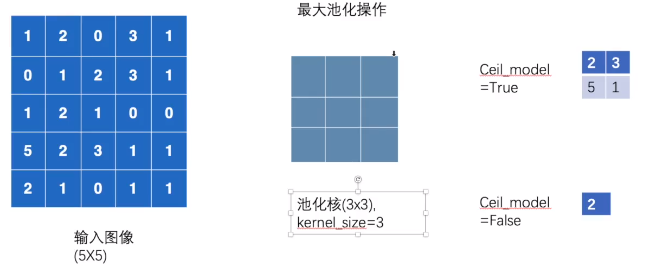 最大池化操作
1 2 0 3 1
0 1 2 3 1
1 2 1 0 0
5 2 3 1 1
2 1 0 1 1
输入图像
(5X5)
池化核(3x3),
kernel_size=3
Ceil_model
=True
2 3
5 1
Ceil_model
=False
2